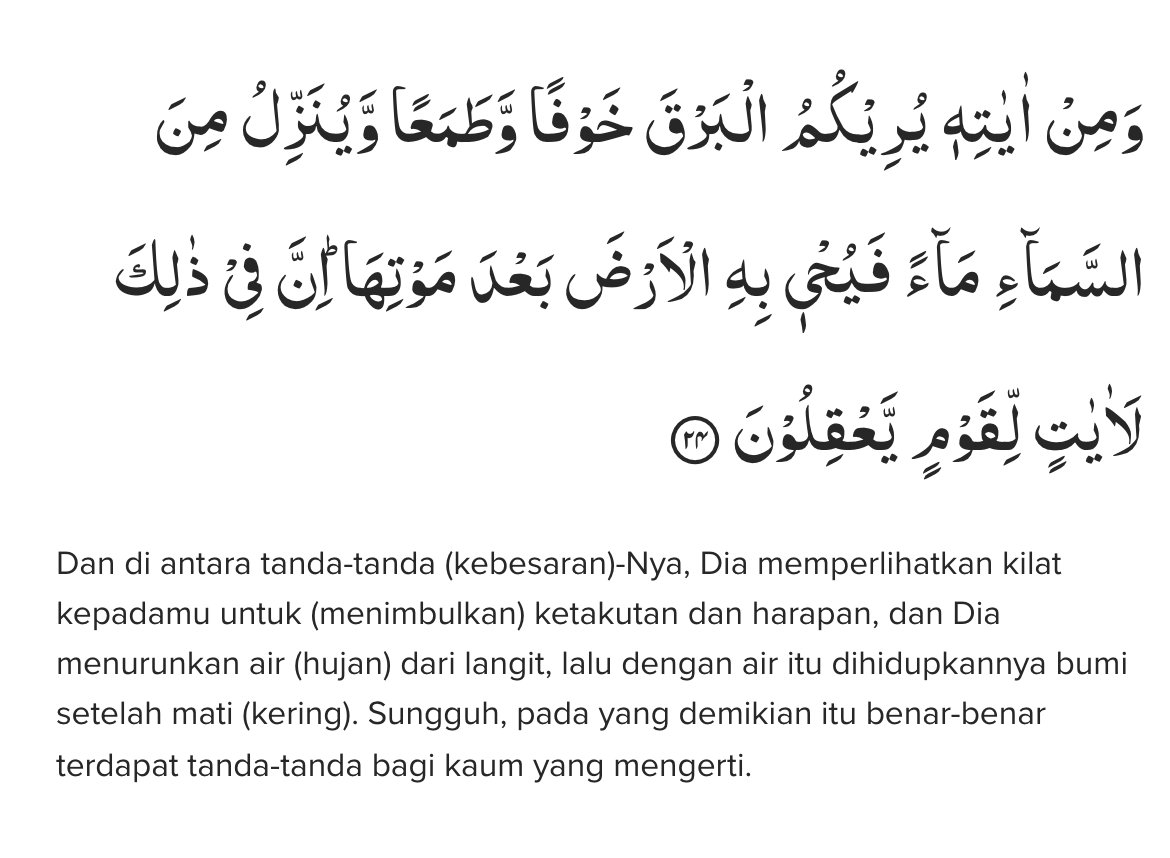 وَمِنْ اٰيٰتِهٖ يُرِيْكُمُ الْبَرْقَ خَوْفًا وَّطَمَعًا وَّيُنَزِّلُ مِنَ
السَّمَاۤءِ مَاۤءً فَيُحْيٖ بِهِ الْاَرْضَ بَعْدَ مَوْتِهَاۗ اِنَّ فِيْ ذٰلِكَ
لَاٰيٰتٍ لِّقَوْمٍ يَّعْقِلُوْنَ ۝٢٤
Dan di antara tanda-tanda (kebesaran)-Nya, Dia memperlihatkan kilat
kepadamu untuk (menimbulkan) ketakutan dan harapan, dan Dia
menurunkan air (hujan) dari langit, lalu dengan air itu dihidupkannya bumi
setelah mati (kering). Sungguh, pada yang demikian itu benar-benar
terdapat tanda-tanda bagi kaum yang mengerti.